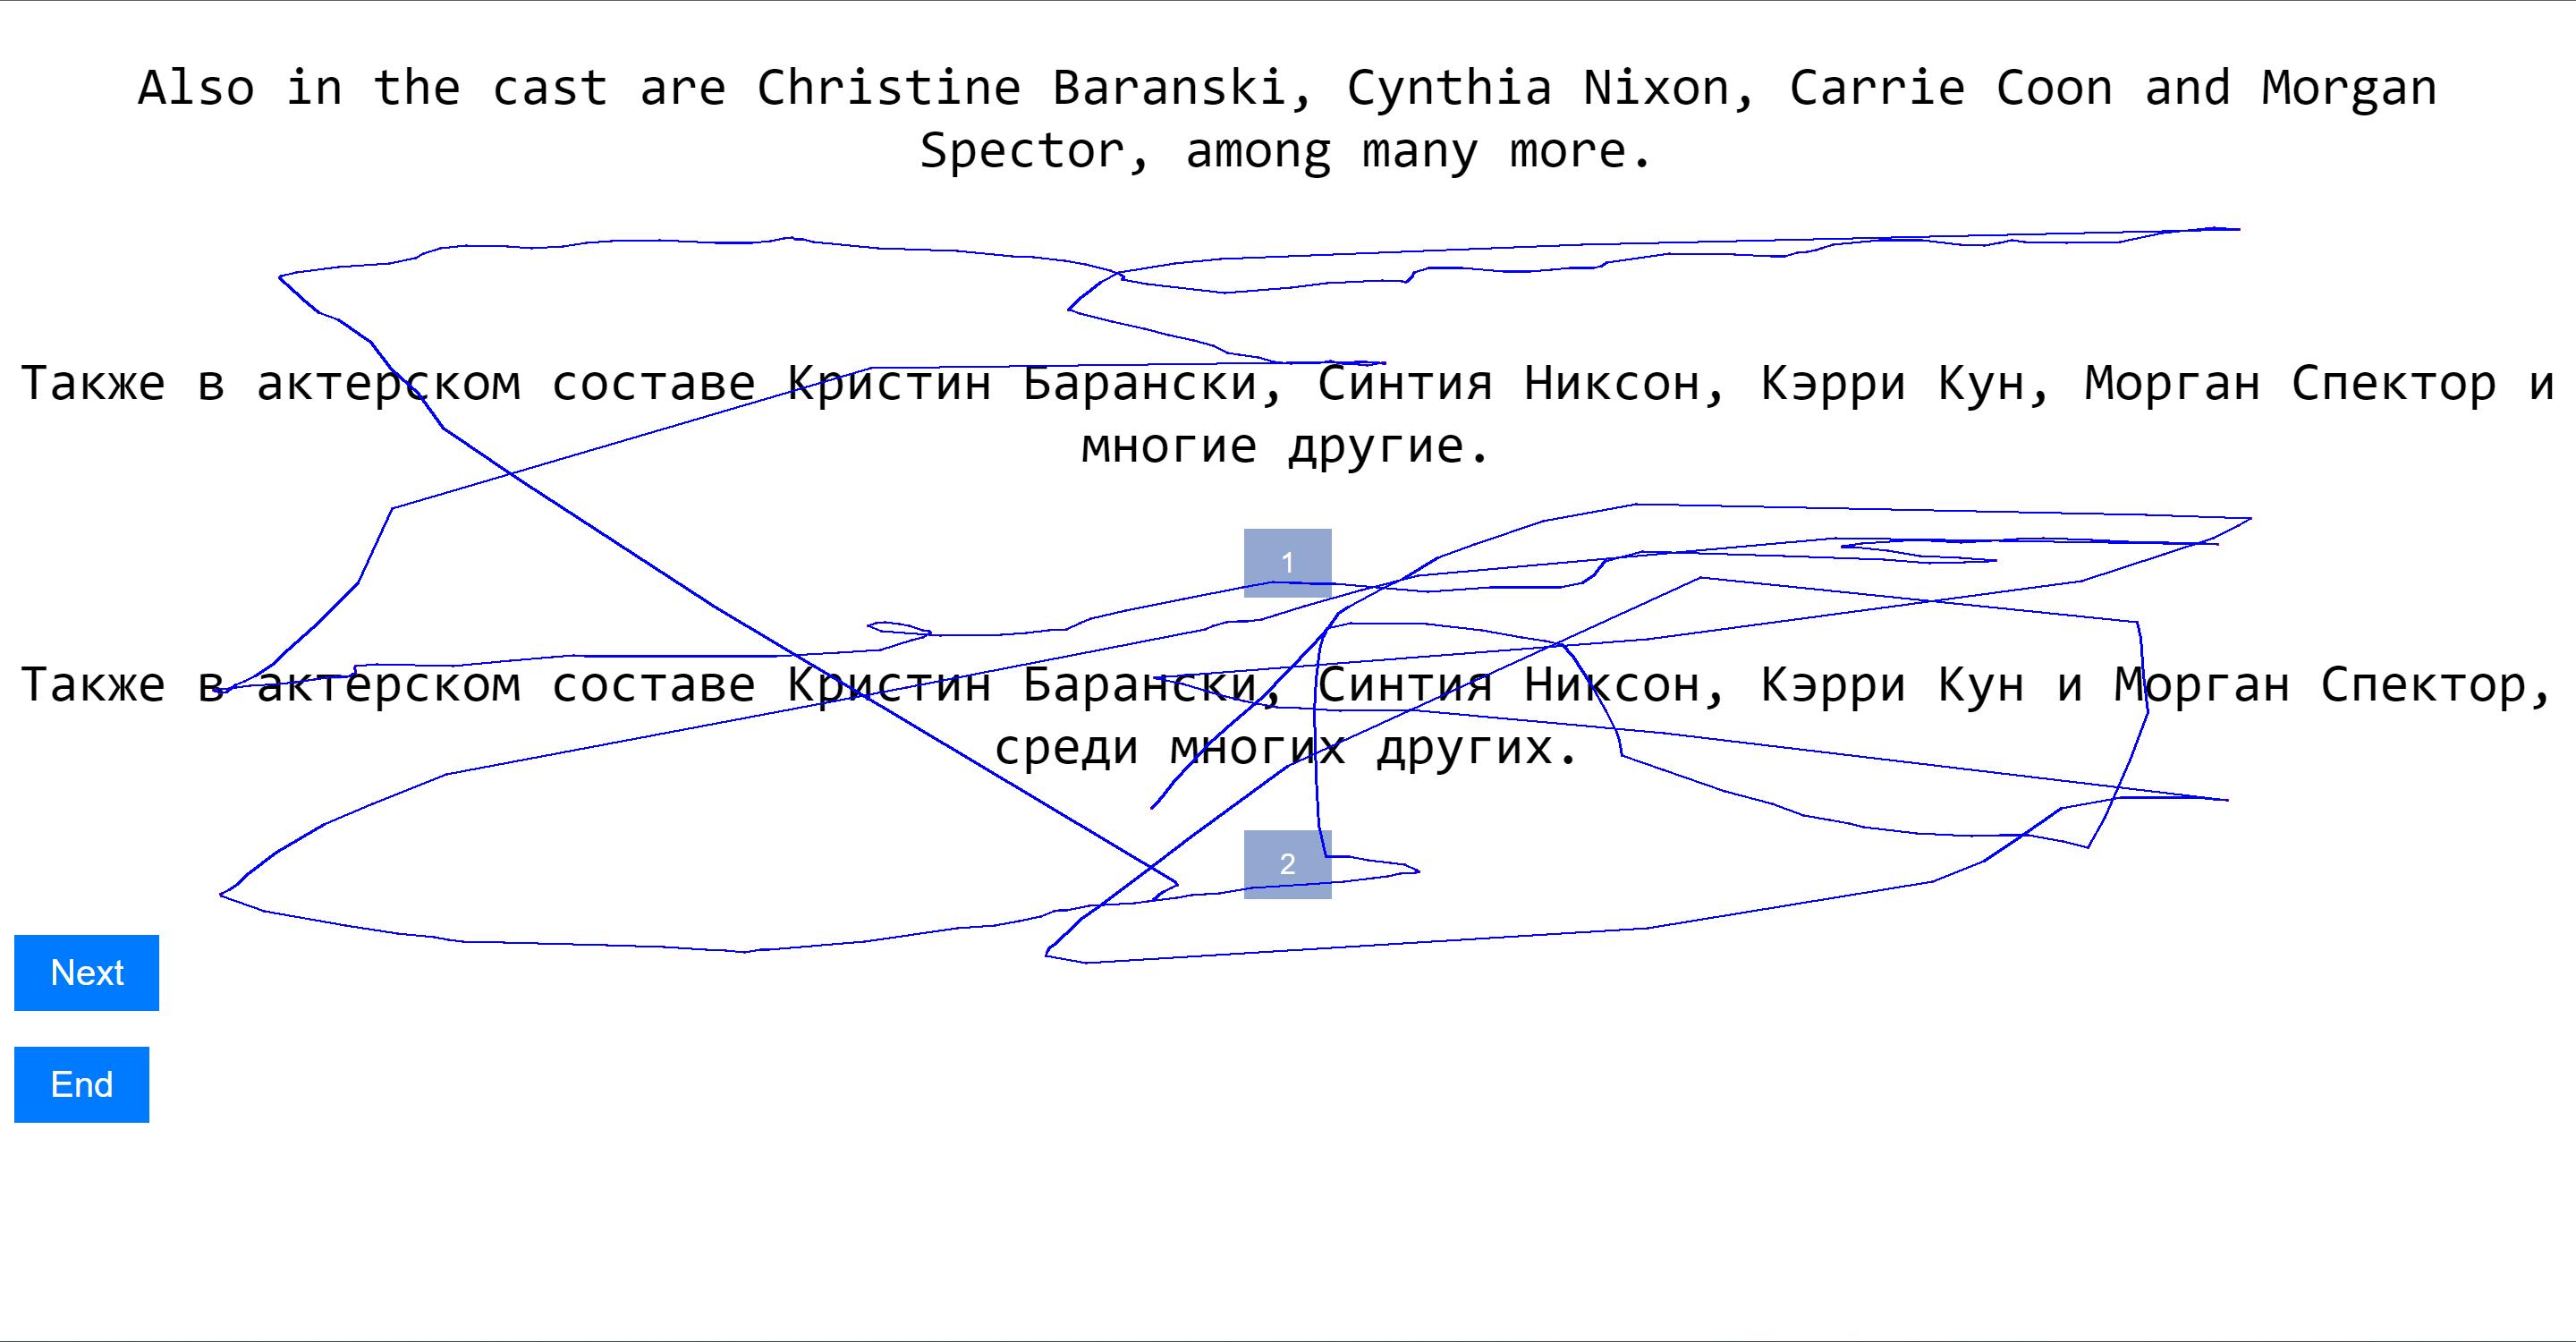 Also in the cast are Christine Baranski, Cynthia Nixon, Carrie Coon and Morgan
Spector, among many more.
Также в актерском составе Кристин Барански, Синтия Никсон, Кэрри Кун, Морган Спектор и
многие другие.
1
Также в актерском составе Кристин Барански, Синтия Никсон, Кэрри Кун и Морган Спектор,
среди многих других.
2
Next
End